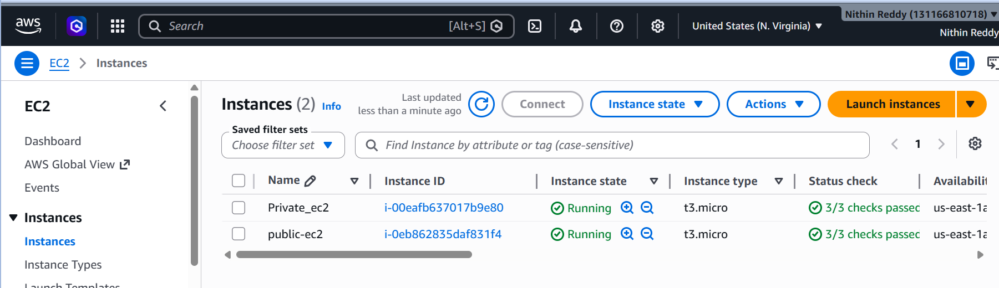 aws
Search [Alt+S]
United States (N. Virginia)
Nithin Reddy (131166810718)
Nithin Reddy
EC2 Instances
EC2
Dashboard
AWS Global View
Events
Instances
Instances
Instance Types
Launch Templates
Instances (2) Info
Last updated
less than a minute ago
Connect
Instance state
Actions
Launch instances
Saved filter sets
Choose filter set
Find Instance by attribute or tag (case-sensitive)
1
Name Instance ID Instance state Instance type Status check Availabilit
Private_ec2 i-00eafb637017b9e80 Running t3.micro 3/3 checks passed us-east-1a
public-ec2 i-0eb862835daf831f4 Running t3.micro 3/3 checks passed us-east-1a